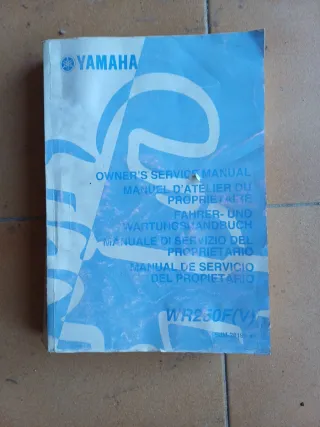 YAMAHA
OWNER'S SERVICE MANUAL
MANUEL D'ATELIER DU
PROPRIETAIRE
FAHRER- UND
WARTUNGSHANDBUCH
MANUALE DI SERVIZIO DEL
PROPRIETARIO
MANUAL DE SERVICIO
DEL PROPIETARIO
WR250F(V)